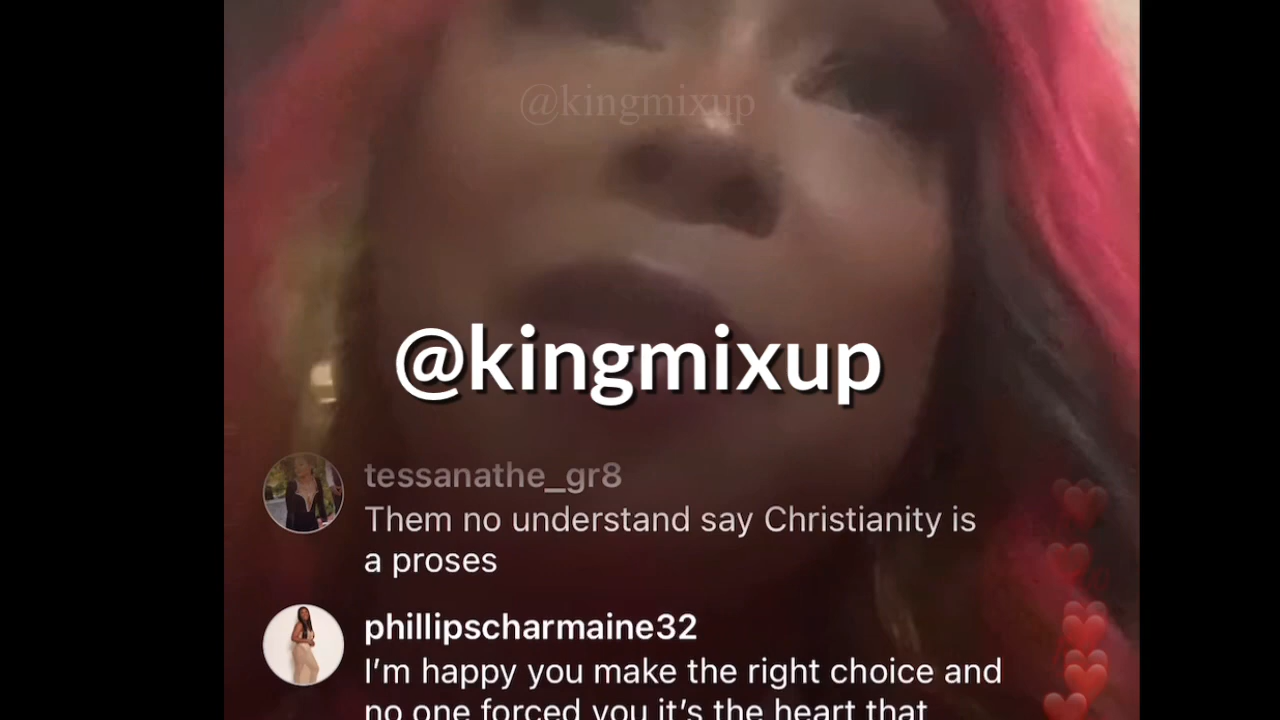 @kingmixup
@kingmixup
tessanathe_gr8
Them no understand say Christianity is
a proses
phillipscharmaine32
I’m happy you make the right choice and
no one forced you it’s the heart that